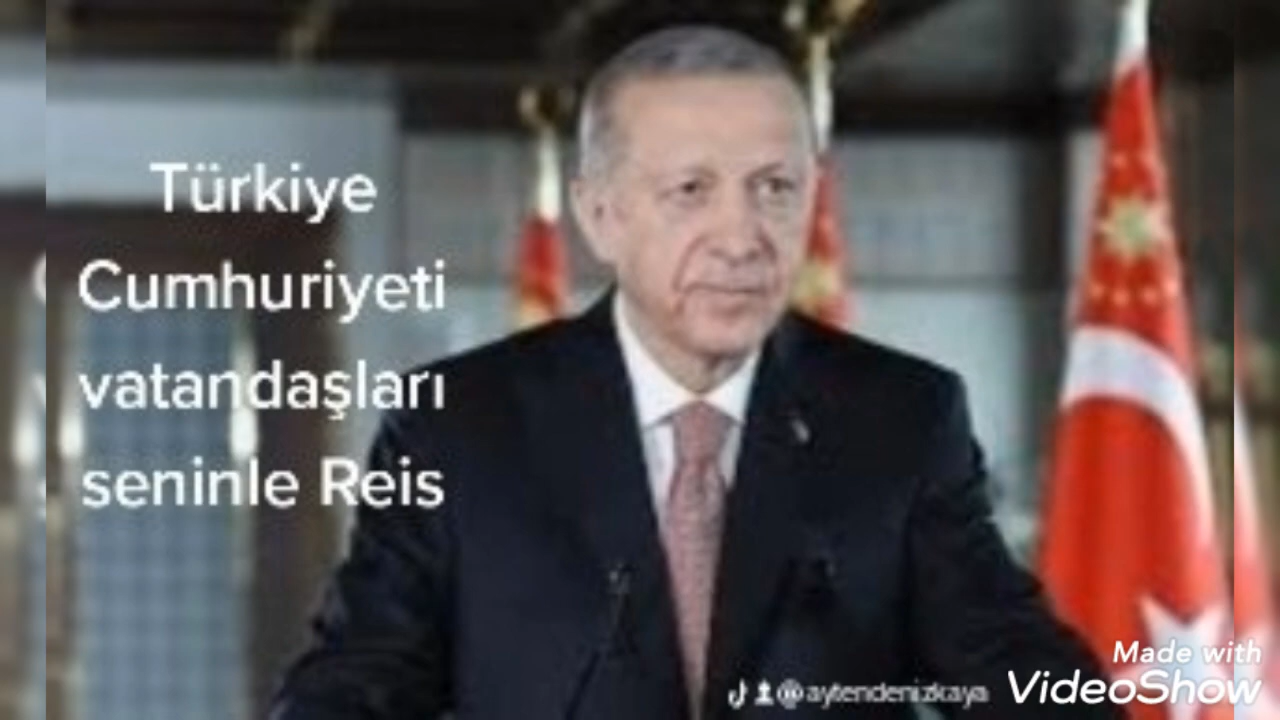 Türkiye
Cumhuriyeti
vatandaşları
seninle Reis
@aytendenizkaya
Made with
VideoShow